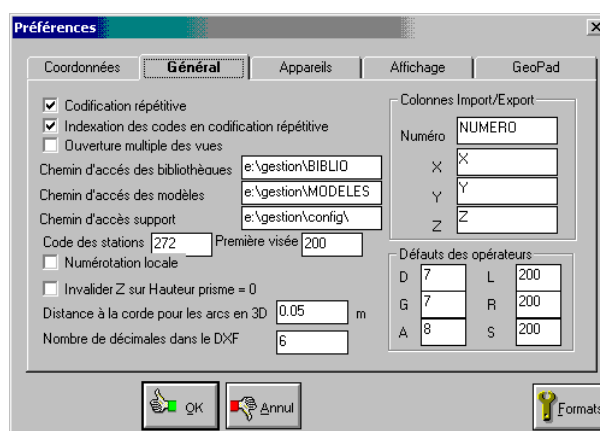 Préférences
Coordonnées Général Appareils Affichage GeoPad
Codification répétitive
Indexation des codes en codification répétitive
Ouverture multiple des vues
Chemin d'accés des bibliothèques e:\gestion\BIBLIO
Chemin d'accés des modèles e:\gestion\MODELES
Chemin d'accès support e:\gestion\config\
Code des stations 272 Première visée 200
Numérotation locale
Invalider Z sur Hauteur prisme = 0
Distance à la corde pour les arcs en 3D 0.05 m
Nombre de décimales dans le DXF 6
Colonnes Import/Export
Numéro NUMERO
X X
Y Y
Z Z
Défauts des opérateurs
D 7 L 200
G 7 R 200
A 8 S 200
OK Annul Formats